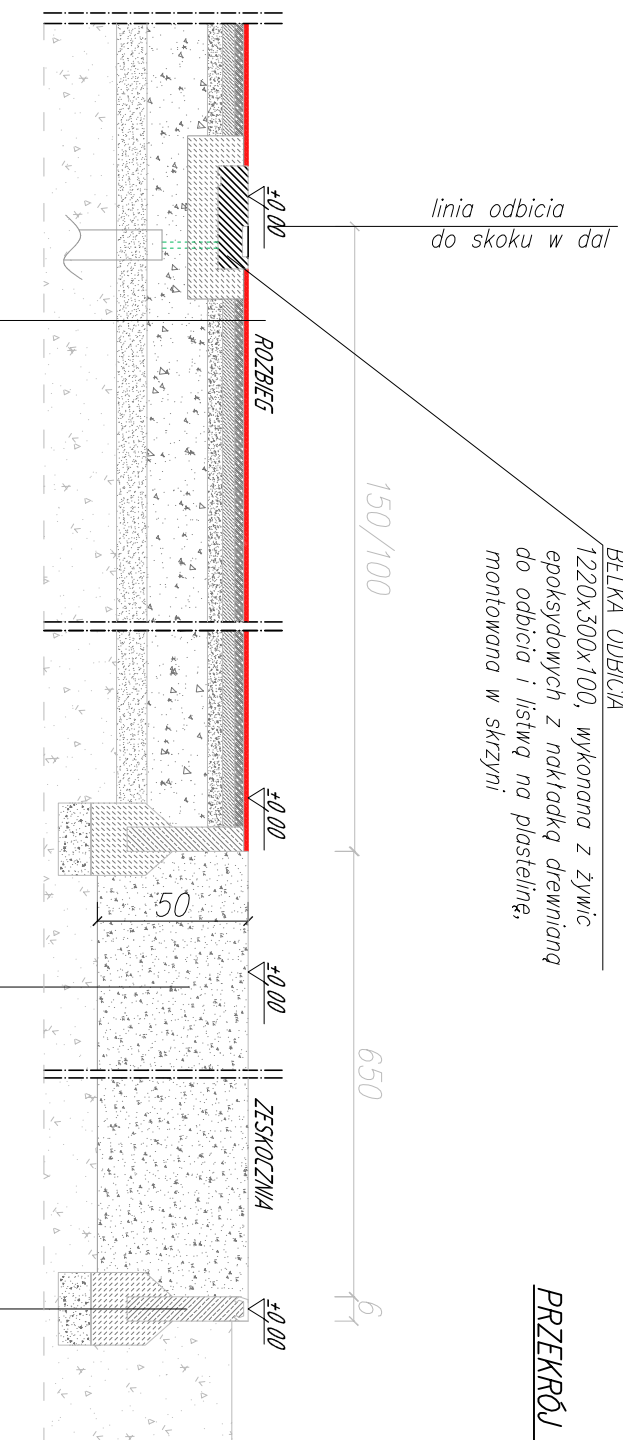 PRZEKRÓJ
BELKA ODBICIA
1220x300x100, wykonana z żywic
epoksydowych z nakładką drewnianą
do odbicia i listwą na plastelinę,
montowana w skrzyni
linia odbicia
do skoku w dal
150/100
650
6
±0,00
ROZBIEG
±0,00
±0,00
ZESKOCZNIA
±0,00
50